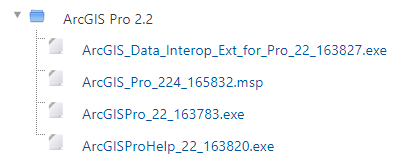 ArcGIS Pro 2.2
ArcGIS_Data_Interop_Ext_for_Pro_22_163827.exe
ArcGIS_Pro_224_165832.msp
ArcGISPro_22_163783.exe
ArcGISProHelp_22_163820.exe